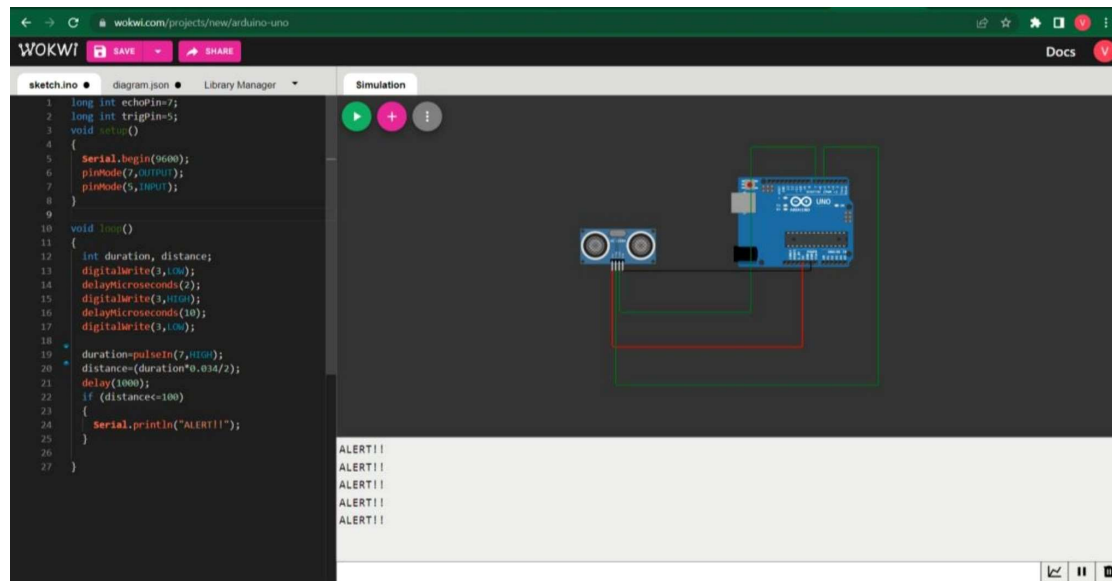 wokwi.com/projects/new/arduino-uno
WOKWI SAVE SHARE Docs V
sketch.ino ● diagram.json ● Library Manager Simulation
1 long int echoPin=7;
2 long int trigPin=5;
3 void setup()
4 {
5 Serial.begin(9600);
6 pinMode(7,OUTPUT);
7 pinMode(5,INPUT);
8 }
9
10 void loop()
11 {
12 int duration, distance;
13 digitalWrite(3,LOW);
14 delayMicroseconds(2);
15 digitalWrite(3,HIGH);
16 delayMicroseconds(10);
17 digitalWrite(3,LOW);
18
19 duration=pulseIn(7,HIGH);
20 distance=(duration*0.034/2);
21 delay(1000);
22 if (distance<=100)
23 {
24 Serial.println("ALERT!!");
25 }
26
27 }
UNO
ARDUINO
ALERT!!
ALERT!!
ALERT!!
ALERT!!
ALERT!!